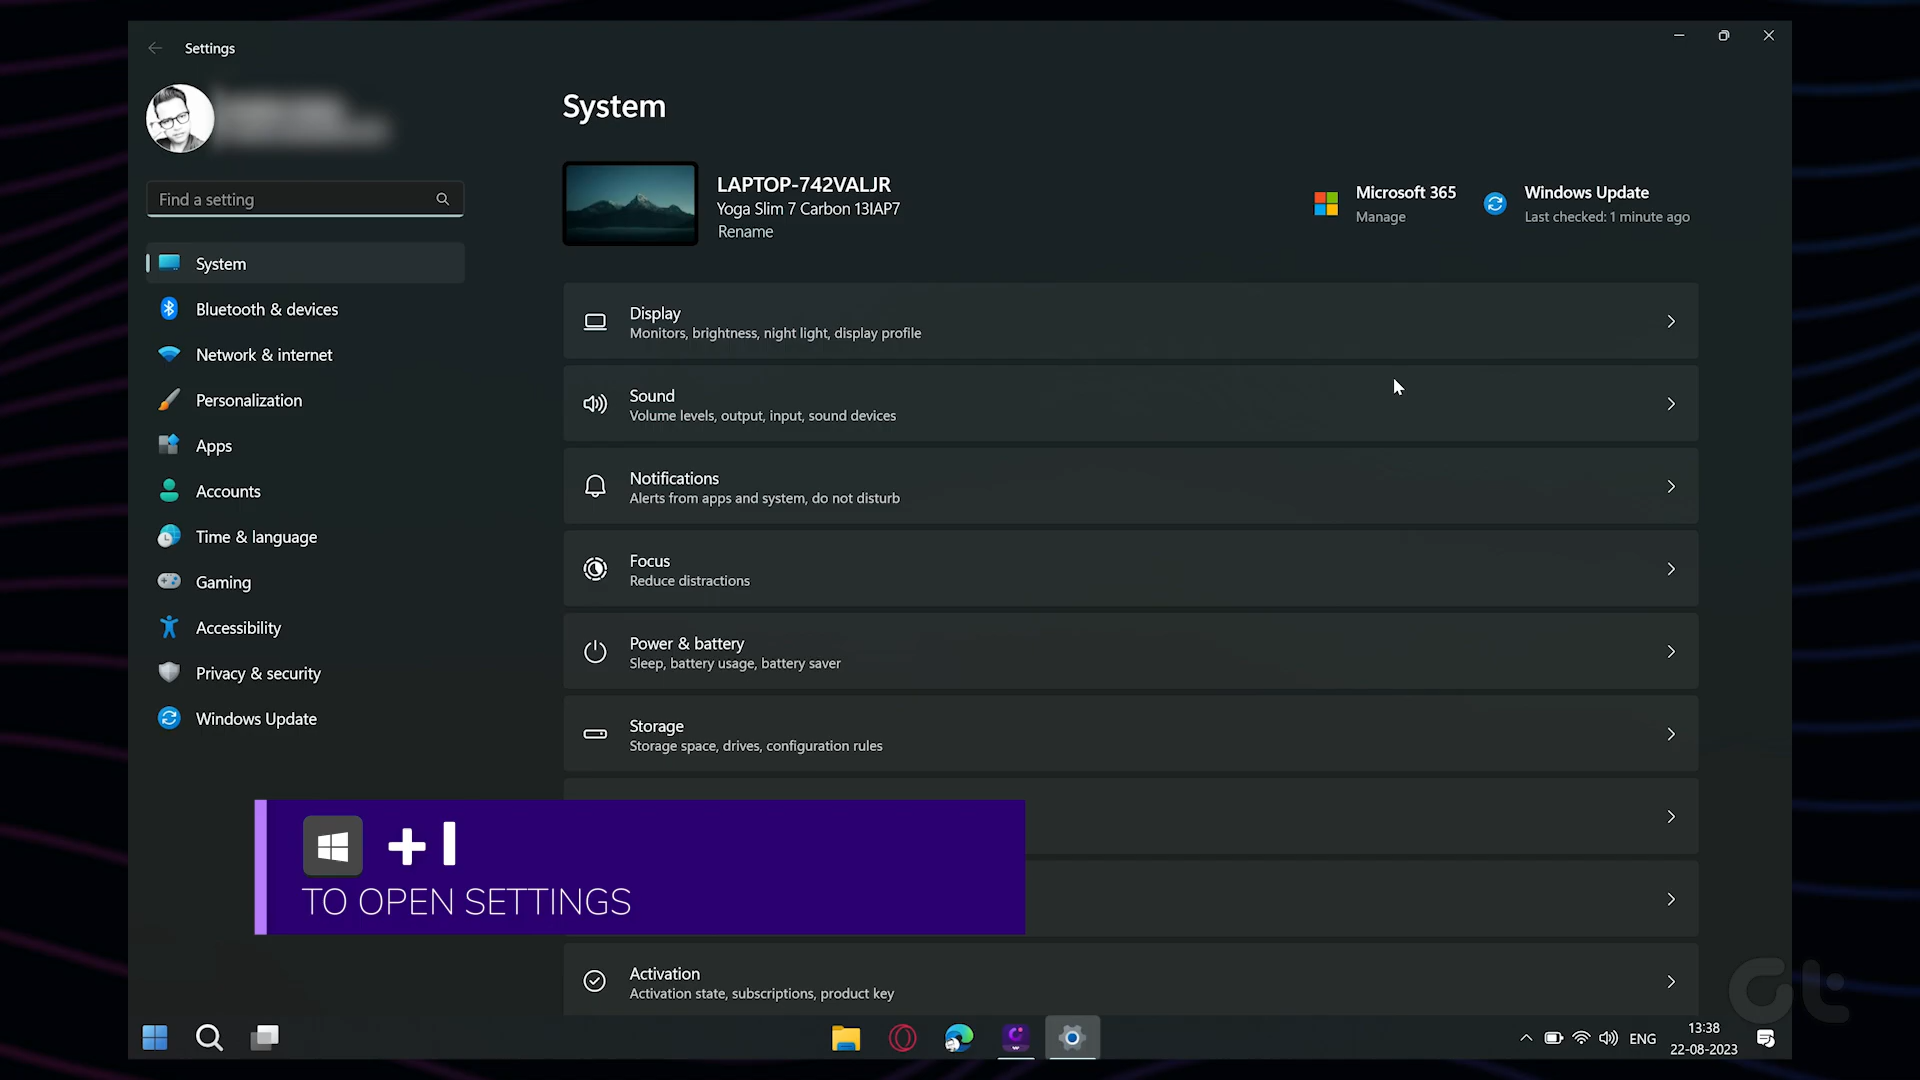 Settings
Find a setting
System
Bluetooth & devices
Network & internet
Personalization
Apps
Accounts
Time & language
Gaming
Accessibility
Privacy & security
Windows Update
System
LAPTOP-742VALJR
Yoga Slim 7 Carbon 13IAP7
Rename
Microsoft 365
Manage
Windows Update
Last checked: 1 minute ago
Display
Monitors, brightness, night light, display profile
Sound
Volume levels, output, input, sound devices
Notifications
Alerts from apps and system, do not disturb
Focus
Reduce distractions
Power & battery
Sleep, battery usage, battery saver
Storage
Storage space, drives, configuration rules
+ I
TO OPEN SETTINGS
Activation
Activation state, subscriptions, product key
Gt
ENG
13:38
22-08-2023